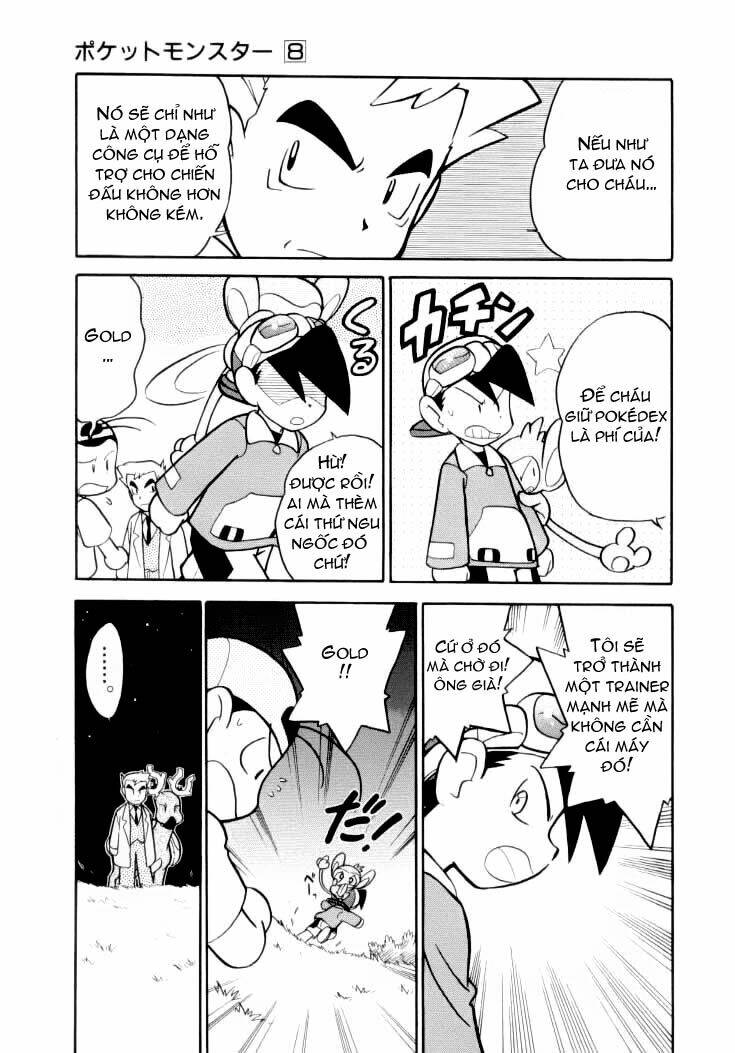 ポケットモンスター 8
NẾU NHƯ
TA ĐƯA NÓ
CHO CHÁU...
NÓ SẼ CHỈ NHƯ
LÀ MỘT DẠNG
CÔNG CỤ ĐỂ HỖ
TRỢ CHO CHIẾN
ĐẤU KHÔNG HƠN
KHÔNG KÉM.
ĐỂ CHÁU
GIỮ POKÉDEX
LÀ PHÍ CỦA!
カチン
くる
HỪ!
ĐƯỢC RỒI!
AI MÀ THÈM
CÁI THỨ NGU
NGỐC ĐÓ
CHỨ!
GOLD
...
TÔI SẼ
TRỞ THÀNH
MỘT TRAINER
MẠNH MẼ MÀ
KHÔNG CẦN
CÁI MÁY
ĐÓ!
CỨ Ở ĐÓ
MÀ CHỜ ĐI!
ÔNG GIÀ!
GOLD
!!
だ!
.......。